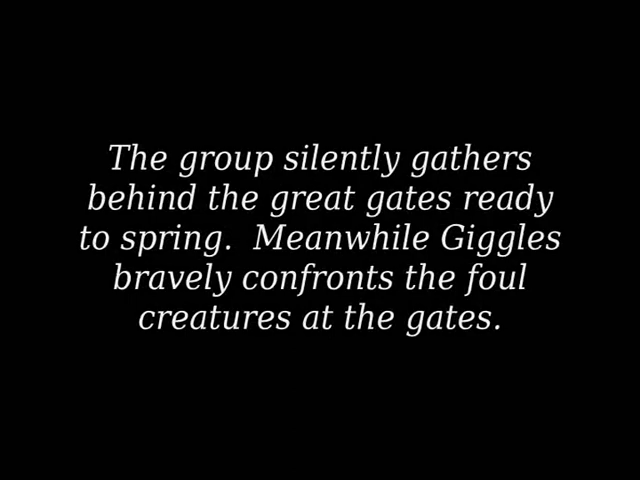 The group silently gathers
behind the great gates ready
to spring.  Meanwhile Giggles
bravely confronts the foul
creatures at the gates.